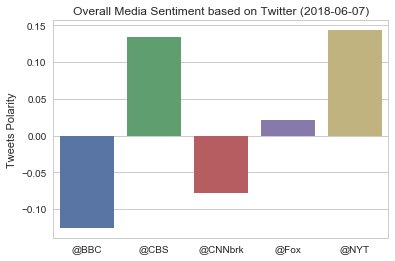 Overall Media Sentiment based on Twitter (2018-06-07)
Tweets Polarity
0.15
0.10
0.05
0.00
−0.05
−0.10
@BBC @CBS @CNNbrk @Fox @NYT